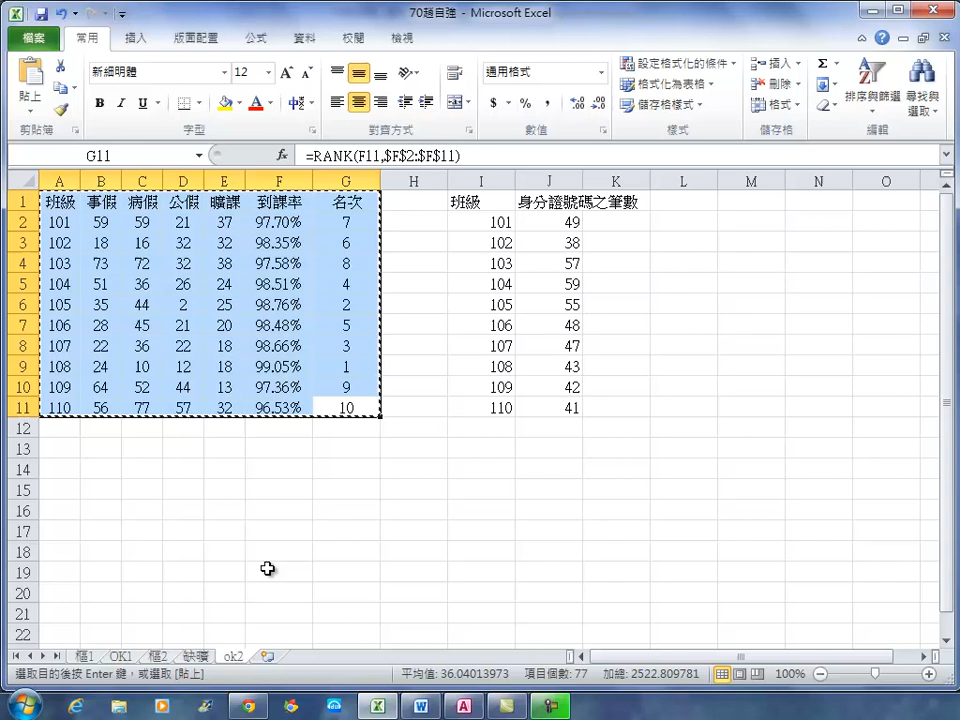 70趙自強 - Microsoft Excel
檔案 常用 插入 版面配置 公式 資料 校閱 檢視
貼上 新細明體 12 通用格式 設定格式化的條件 插入 Σ
格式化為表格 刪除 排序與篩選 尋找與選取
B I U A 中 $ % , 儲存格樣式 格式
剪貼簿 字型 對齊方式 數值 樣式 儲存格 編輯
G11 fx =RANK(F11,$F$2:$F$11)
A B C D E F G H I J K L M N O
1 班級 事假 病假 公假 曠課 到課率 名次 班級 身分證號碼之筆數
2 101 59 59 21 37 97.70% 7 101 49
3 102 18 16 32 32 98.35% 6 102 38
4 103 73 72 32 38 97.58% 8 103 57
5 104 51 36 26 24 98.51% 4 104 59
6 105 35 44 2 25 98.76% 2 105 55
7 106 28 45 21 20 98.48% 5 106 48
8 107 22 36 22 18 98.66% 3 107 47
9 108 24 10 12 18 99.05% 1 108 43
10 109 64 52 44 13 97.36% 9 109 42
11 110 56 77 57 32 96.53% 10 110 41
12
13
14
15
16
17
18
19
20
21
22
樞1 OK1 樞2 缺曠 ok2
選取目的後按 Enter 鍵，或選取 [貼上] 平均值: 36.04013973 項目個數: 77 加總: 2522.809781 100%